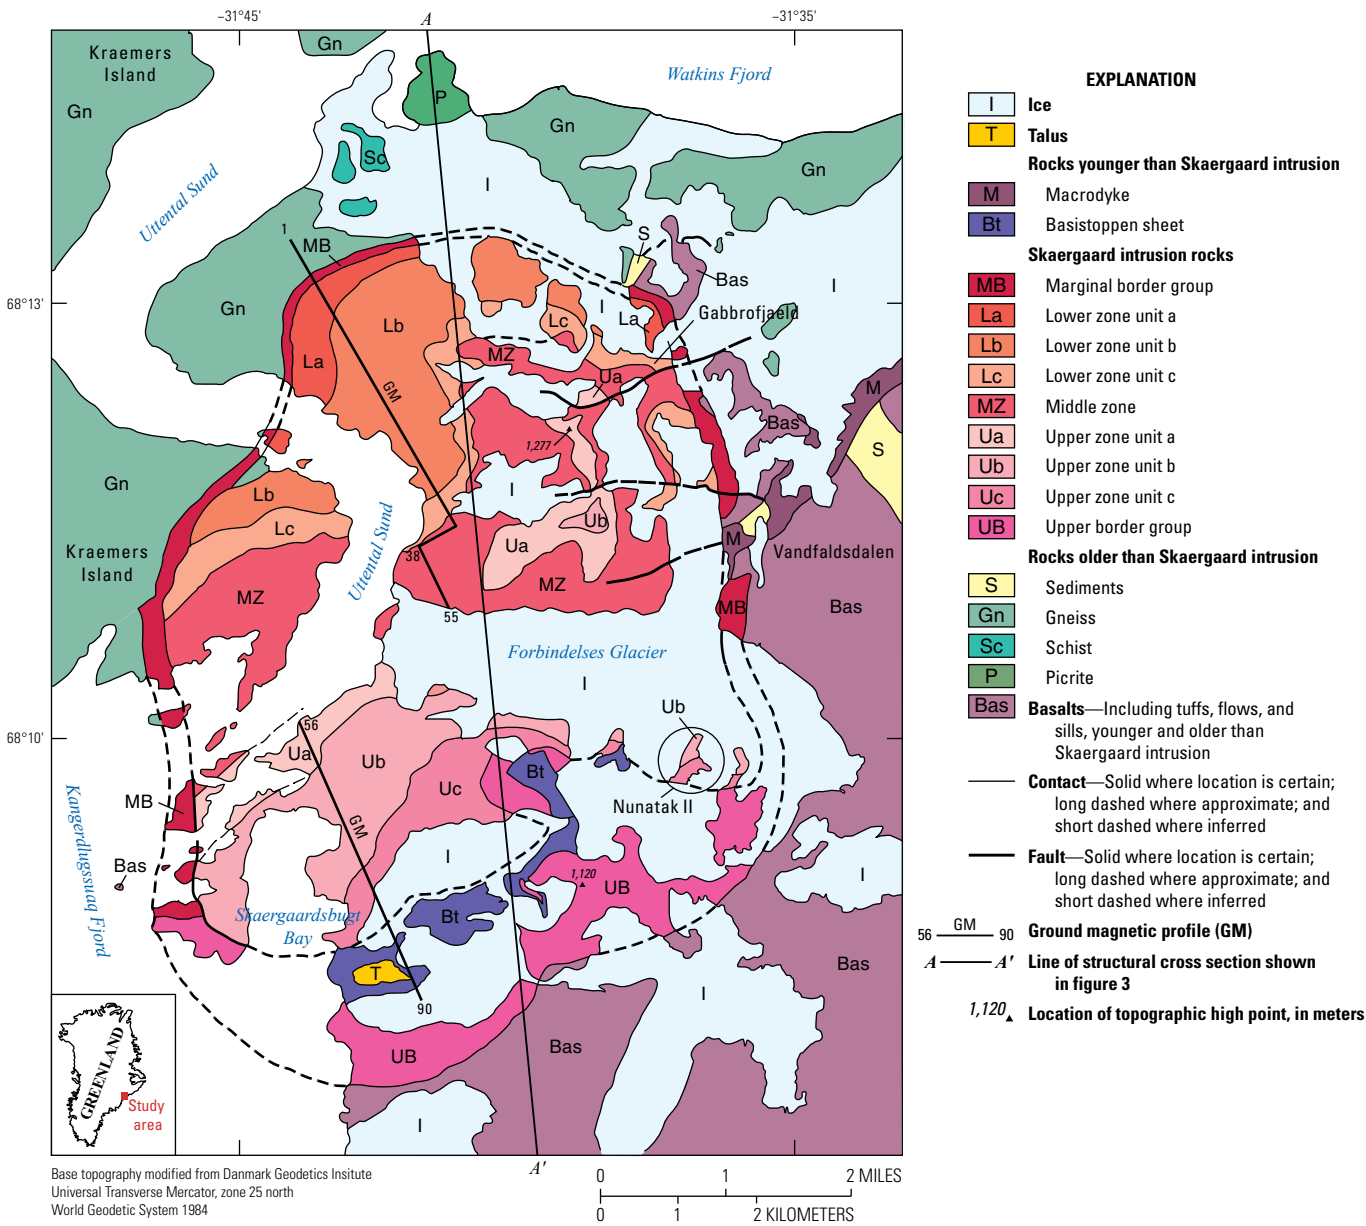 −31°45′
A
−31°35′
Kraemers
Island
Gn
Watkins Fjord
Gn
P
Gn
Sc
Gn
I
Uttental Sund
1
MB
S
Bas
I
68°13′
Gn
Lb
Lc
I
La
Gabbrofjaeld
La
MZ
Ua
M
GM
Bas
1,277
S
Gn
Lb
I
Lc
Ub
Ua
M
Vandfaldsdalen
Kraemers
Island
38
Uttental Sund
MZ
MZ
MB
Bas
55
Forbindelses Glacier
I
Ub
56
68°10′
Ua
Ub
Bt
Uc
Nunatak II
MB
Kangerdlugssuaq Fjord
GM
I
Bas
1,120
UB
I
Skaergaardsbugt
Bay
Bt
T
Bas
I
90
UB
Bas
I
GREENLAND
Study
area
A′
Base topography modified from Danmark Geodetics Insitute
Universal Transverse Mercator, zone 25 north
World Geodetic System 1984
0 1 2 MILES
0 1 2 KILOMETERS
EXPLANATION
I Ice
T Talus
Rocks younger than Skaergaard intrusion
M Macrodyke
Bt Basistoppen sheet
Skaergaard intrusion rocks
MB Marginal border group
La Lower zone unit a
Lb Lower zone unit b
Lc Lower zone unit c
MZ Middle zone
Ua Upper zone unit a
Ub Upper zone unit b
Uc Upper zone unit c
UB Upper border group
Rocks older than Skaergaard intrusion
S Sediments
Gn Gneiss
Sc Schist
P Picrite
Bas Basalts—Including tuffs, flows, and
sills, younger and older than
Skaergaard intrusion
Contact—Solid where location is certain;
long dashed where approximate; and
short dashed where inferred
Fault—Solid where location is certain;
long dashed where approximate; and
short dashed where inferred
56 GM 90 Ground magnetic profile (GM)
A A′ Line of structural cross section shown
in figure 3
1,120 Location of topographic high point, in meters